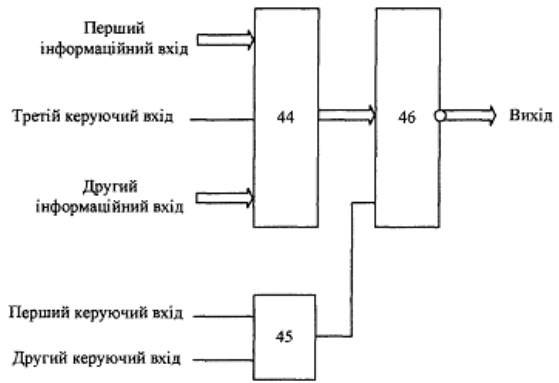 Перший
інформаційний вхід
44
46
Третій керуючий вхід
Вихід
Другий
інформаційний вхід
Перший керуючий вхід
45
Другий керуючий вхід